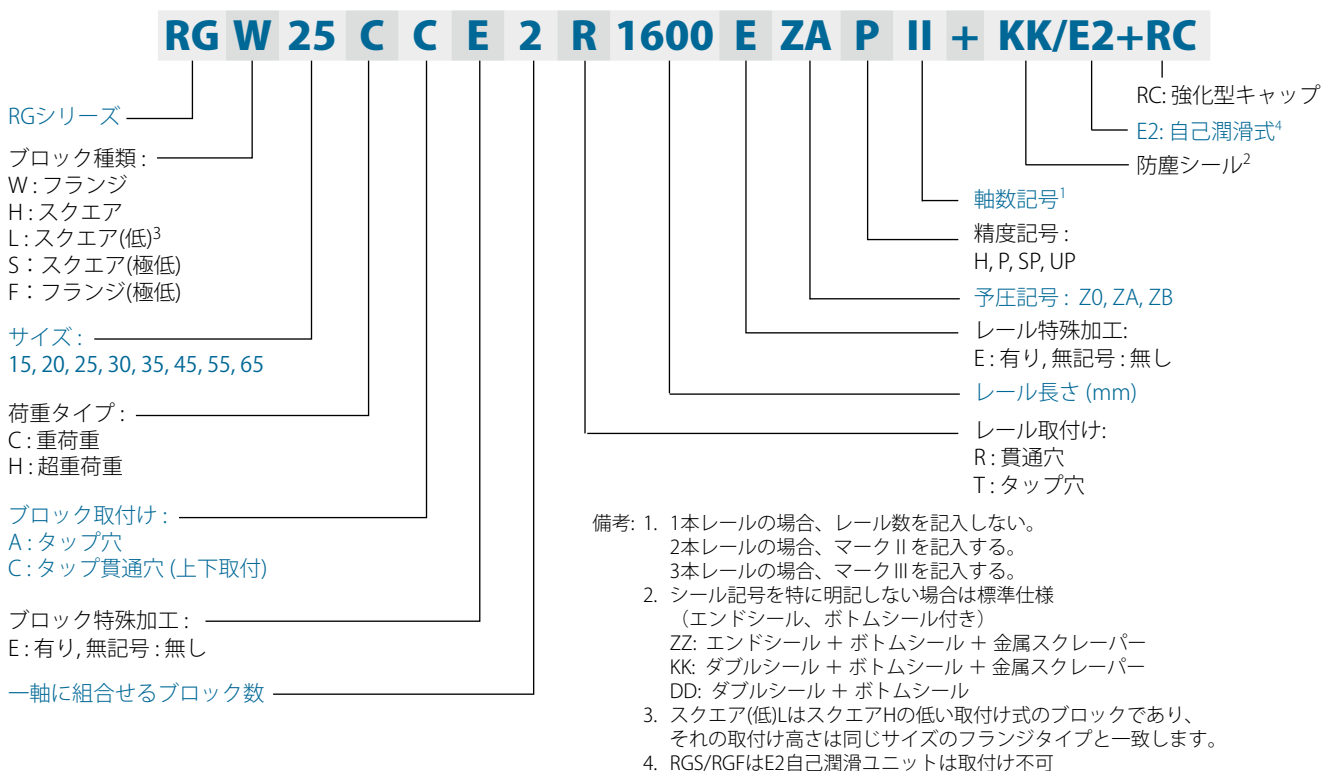 RG W 25 C C E 2 R 1600 E ZA P II + KK/E2+RC
RGシリーズ
ブロック種類 :
W : フランジ
H : スクエア
L : スクエア(低)3
S：スクエア(極低)
F：フランジ(極低)
サイズ :
15, 20, 25, 30, 35, 45, 55, 65
荷重タイプ :
C : 重荷重
H : 超重荷重
ブロック取付け :
A : タップ穴
C : タップ貫通穴 (上下取付)
ブロック特殊加工 :
E : 有り, 無記号 : 無し
一軸に組合せるブロック数
RC: 強化型キャップ
E2: 自己潤滑式4
防塵シール2
軸数記号1
精度記号 :
H, P, SP, UP
予圧記号 : Z0, ZA, ZB
レール特殊加工:
E : 有り, 無記号 : 無し
レール長さ (mm)
レール取付け:
R : 貫通穴
T : タップ穴
備考: 1. 1本レールの場合、レール数を記入しない。
2本レールの場合、マークⅡを記入する。
3本レールの場合、マークⅢを記入する。
2. シール記号を特に明記しない場合は標準仕様
（エンドシール、ボトムシール付き）
ZZ: エンドシール ＋ ボトムシール ＋ 金属スクレーパー
KK: ダブルシール ＋ ボトムシール ＋ 金属スクレーパー
DD: ダブルシール ＋ ボトムシール
3. スクエア(低)LはスクエアHの低い取付け式のブロックであり、
それの取付け高さは同じサイズのフランジタイプと一致します。
4. RGS/RGFはE2自己潤滑ユニットは取付け不可